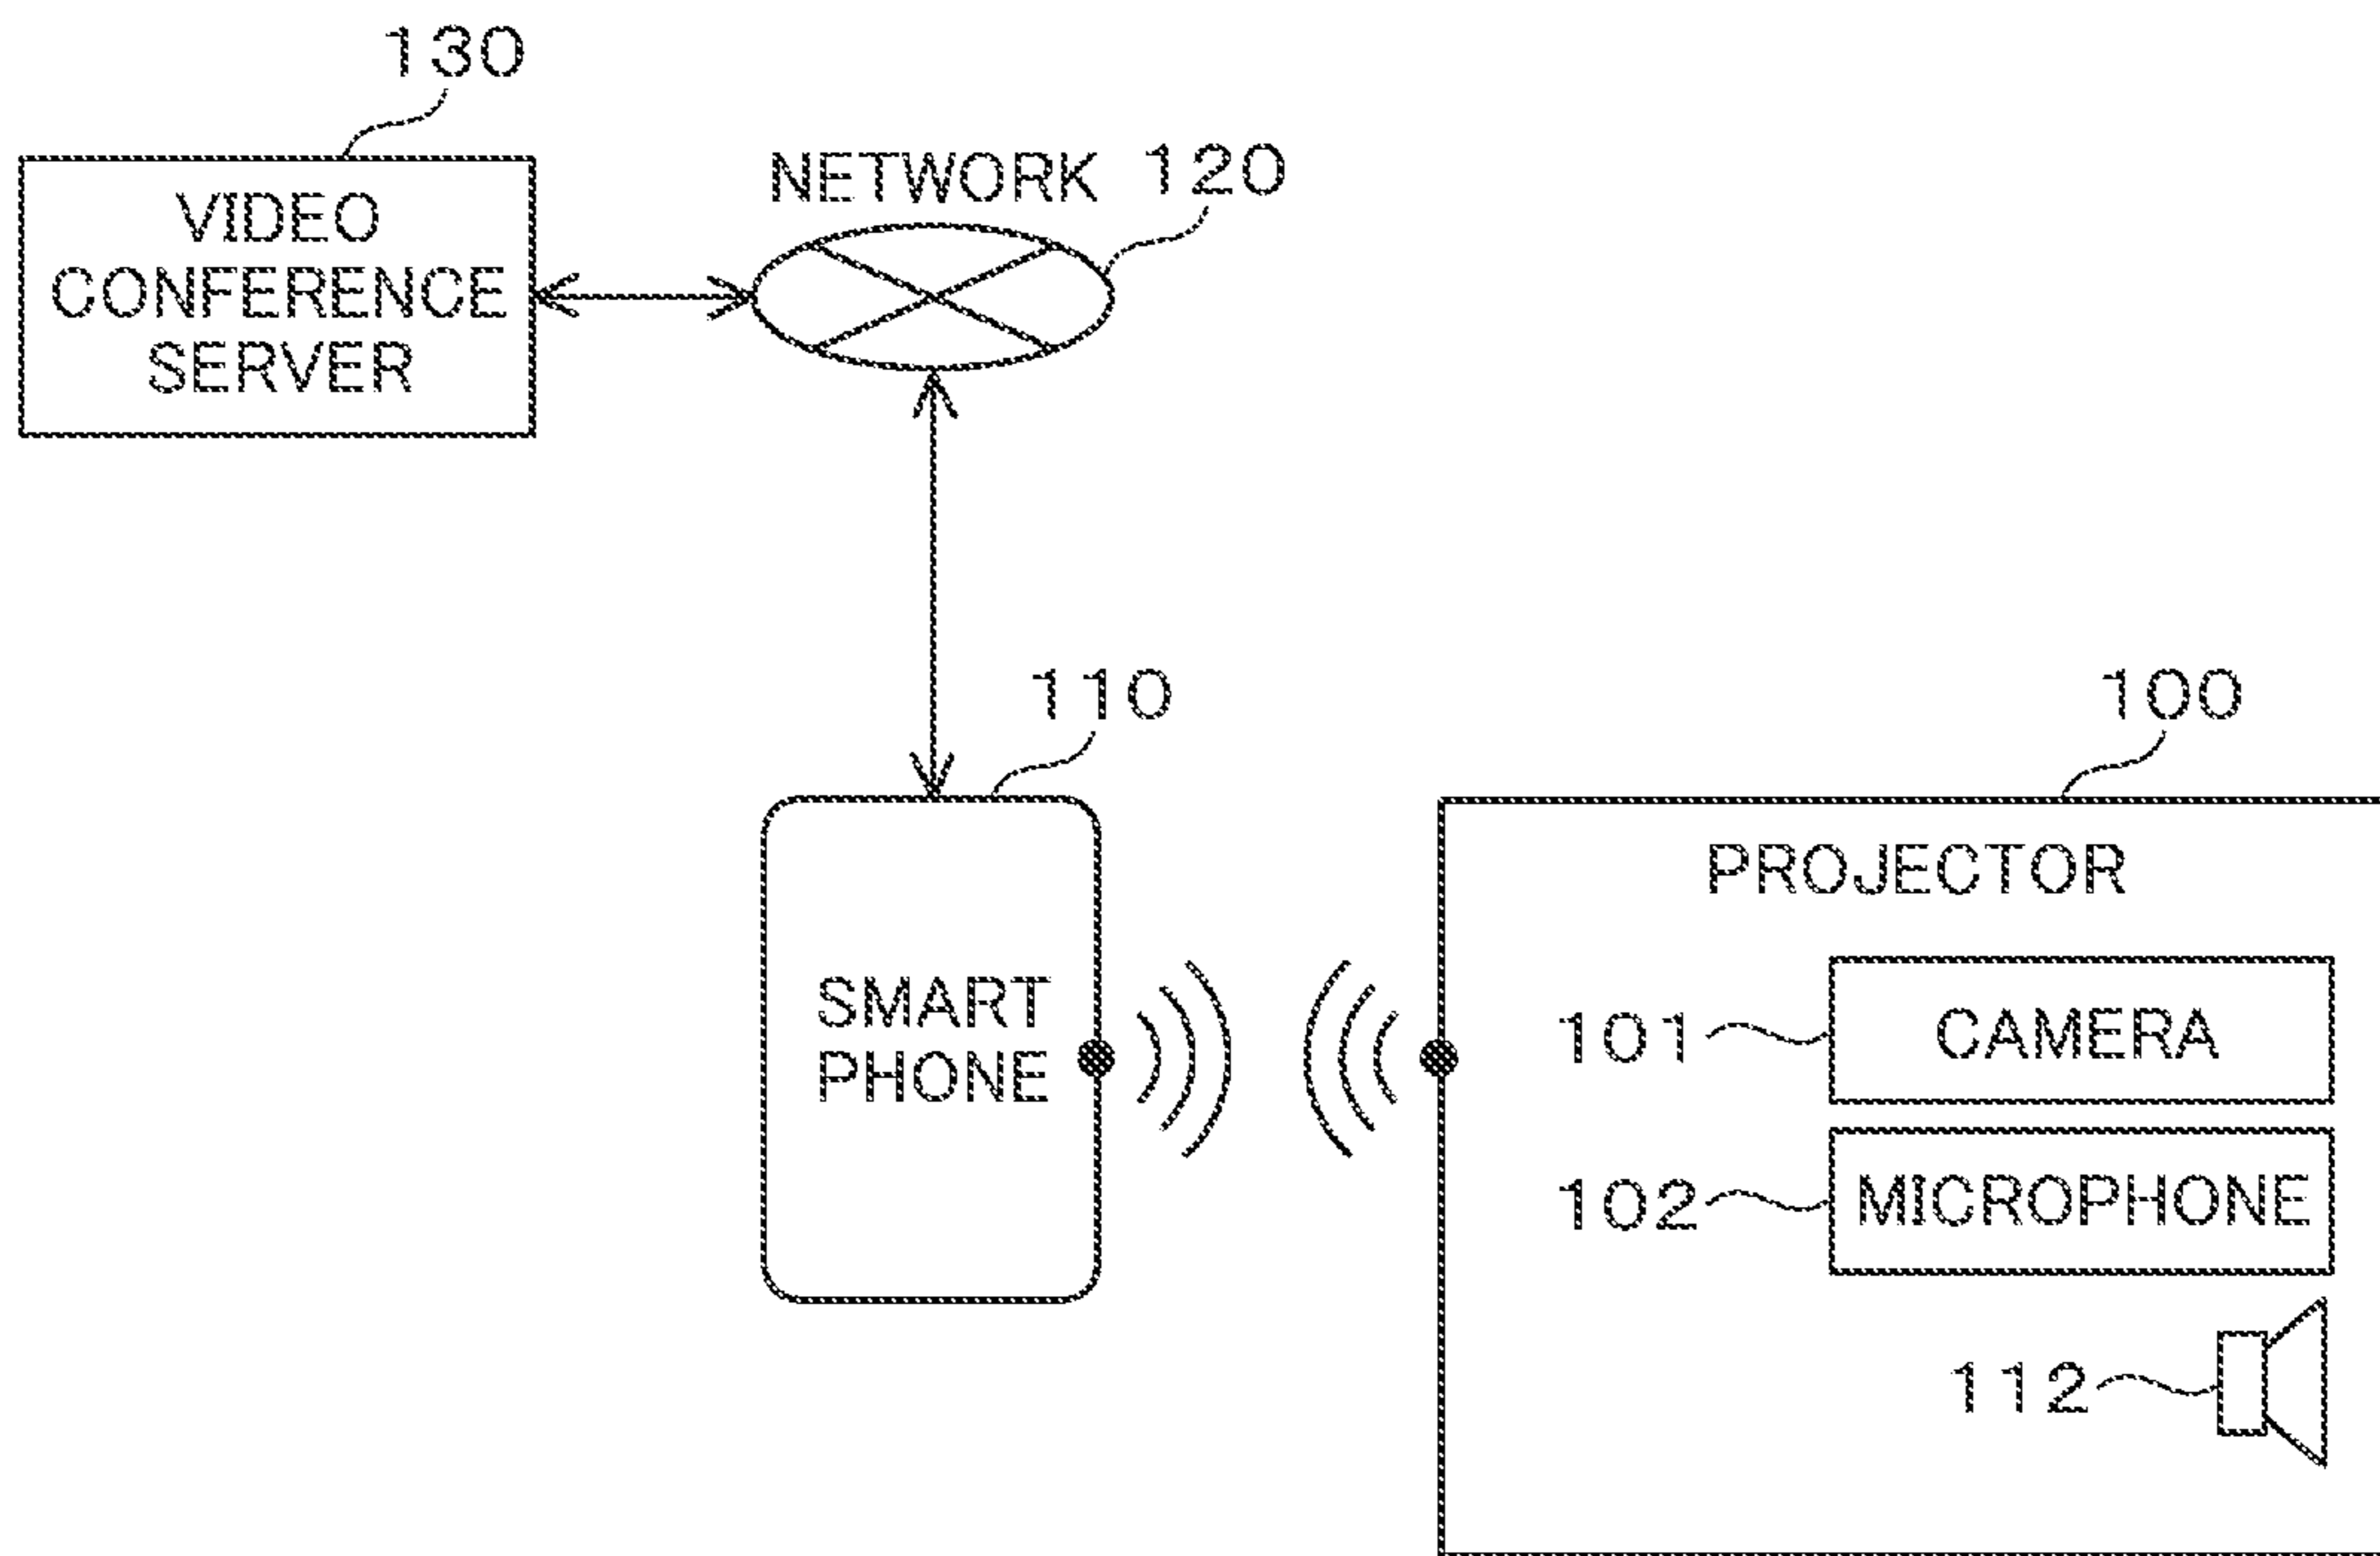 130
VIDEO
CONFERENCE
SERVER
NETWORK 120
110
SMART
PHONE
100
PROJECTOR
101 CAMERA
102 MICROPHONE
112